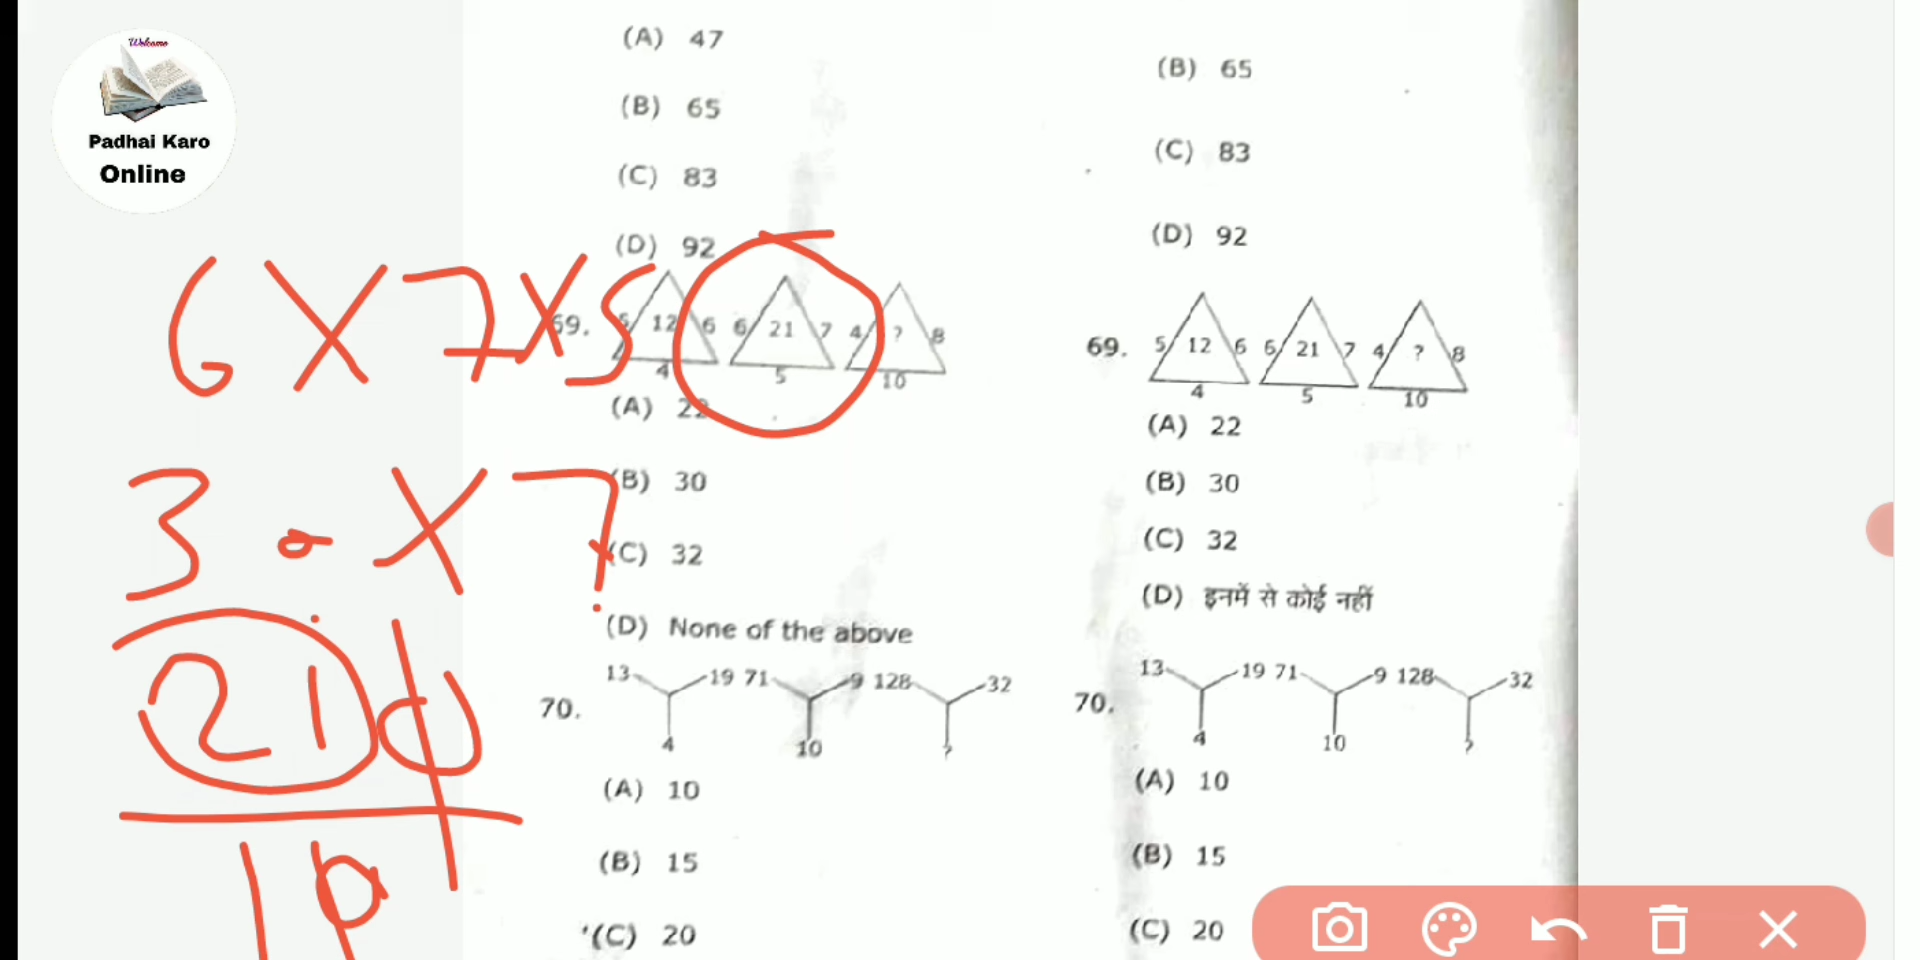 Welcome
Padhai Karo
Online
(A) 47
(B) 65
(C) 83
(D) 92
69. 5 12 6 6 21 7 4 ? 8
4 5 10
(A) 22
(B) 30
(C) 32
(D) None of the above
13 19 71 9 128 32
70.
4 10 ?
(A) 10
(B) 15
(C) 20
6 X 7 X 5
30 X 7
210
10
(B) 65
(C) 83
(D) 92
69. 5 12 6 6 21 7 4 ? 8
4 5 10
(A) 22
(B) 30
(C) 32
(D) इनमें से कोई नहीं
13 19 71 9 128 32
70.
4 10 ?
(A) 10
(B) 15
(C) 20